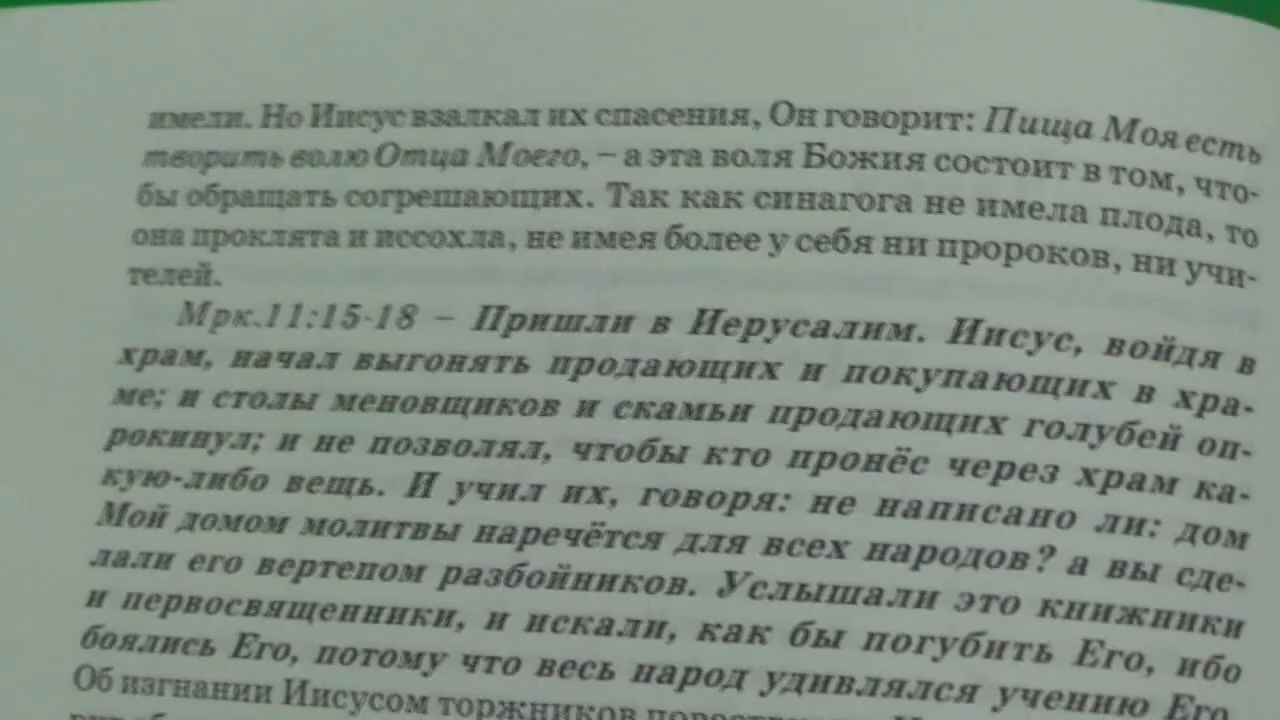 имели. Но Иисус взалкал их спасения, Он говорит: Пища Моя есть
творить волю Отца Моего, – а эта воля Божия состоит в том, что-
бы обращать согрешающих. Так как синагога не имела плода, то
она проклята и иссохла, не имея более у себя ни пророков, ни учи-
телей.
Мрк.11:15-18 – Пришли в Иерусалим. Иисус, войдя в
храм, начал выгонять продающих и покупающих в хра-
ме; и столы меновщиков и скамьи продающих голубей оп-
рокинул; и не позволял, чтобы кто пронёс через храм ка-
кую-либо вещь. И учил их, говоря: не написано ли: дом
Мой домом молитвы наречётся для всех народов? а вы сде-
лали его вертепом разбойников. Услышали это книжники
и первосвященники, и искали, как бы погубить Его, ибо
боялись Его, потому что весь народ удивлялся учению Его.
Об изгнании Иисусом торжников